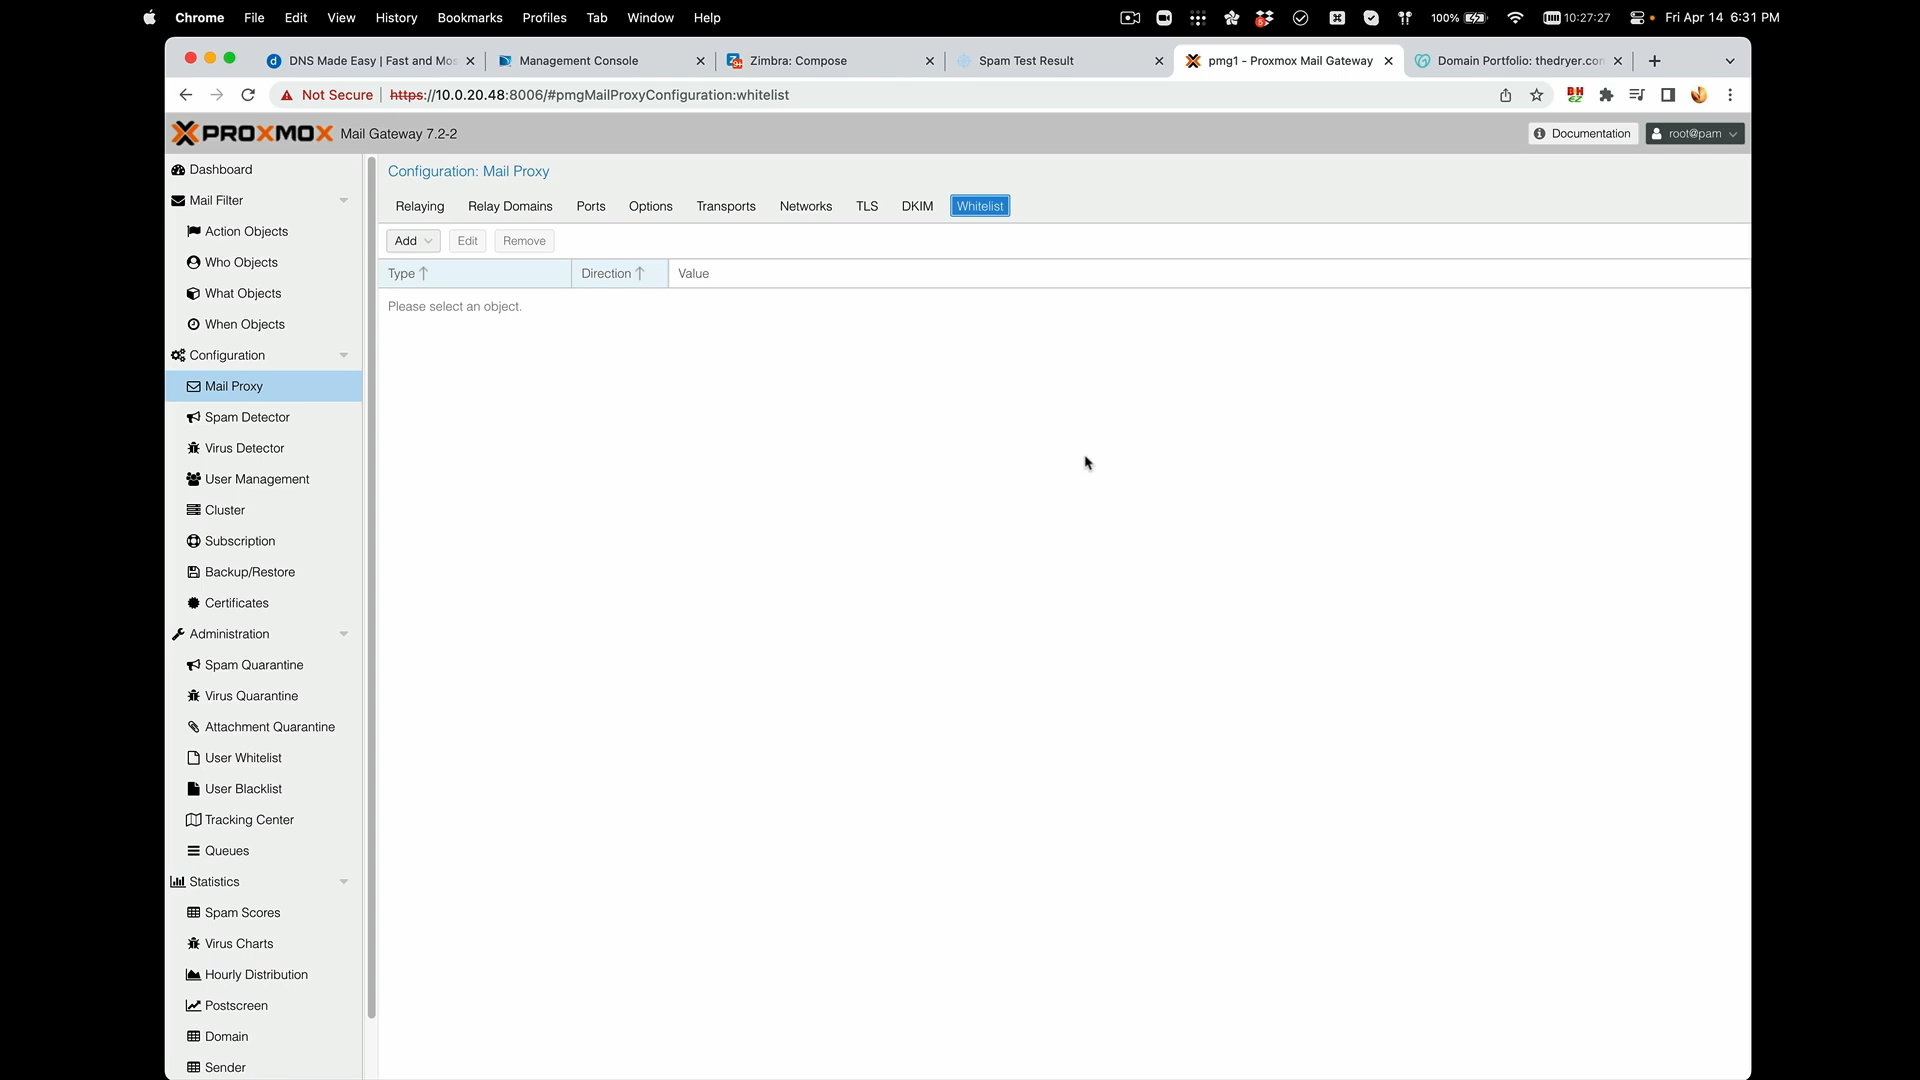 Chrome File Edit View History Bookmarks Profiles Tab Window Help 100% 10:27:27 Fri Apr 14 6:31 PM
DNS Made Easy | Fast and Mos Management Console Zimbra: Compose Spam Test Result pmg1 - Proxmox Mail Gateway Domain Portfolio: thedryer.con
Not Secure https://10.0.20.48:8006/#pmgMailProxyConfiguration:whitelist
PROXMOX Mail Gateway 7.2-2 Documentation root@pam
Dashboard
Mail Filter
Action Objects
Who Objects
What Objects
When Objects
Configuration
Mail Proxy
Spam Detector
Virus Detector
User Management
Cluster
Subscription
Backup/Restore
Certificates
Administration
Spam Quarantine
Virus Quarantine
Attachment Quarantine
User Whitelist
User Blacklist
Tracking Center
Queues
Statistics
Spam Scores
Virus Charts
Hourly Distribution
Postscreen
Domain
Sender
Configuration: Mail Proxy
Relaying Relay Domains Ports Options Transports Networks TLS DKIM Whitelist
Add Edit Remove
Type Direction Value
Please select an object.